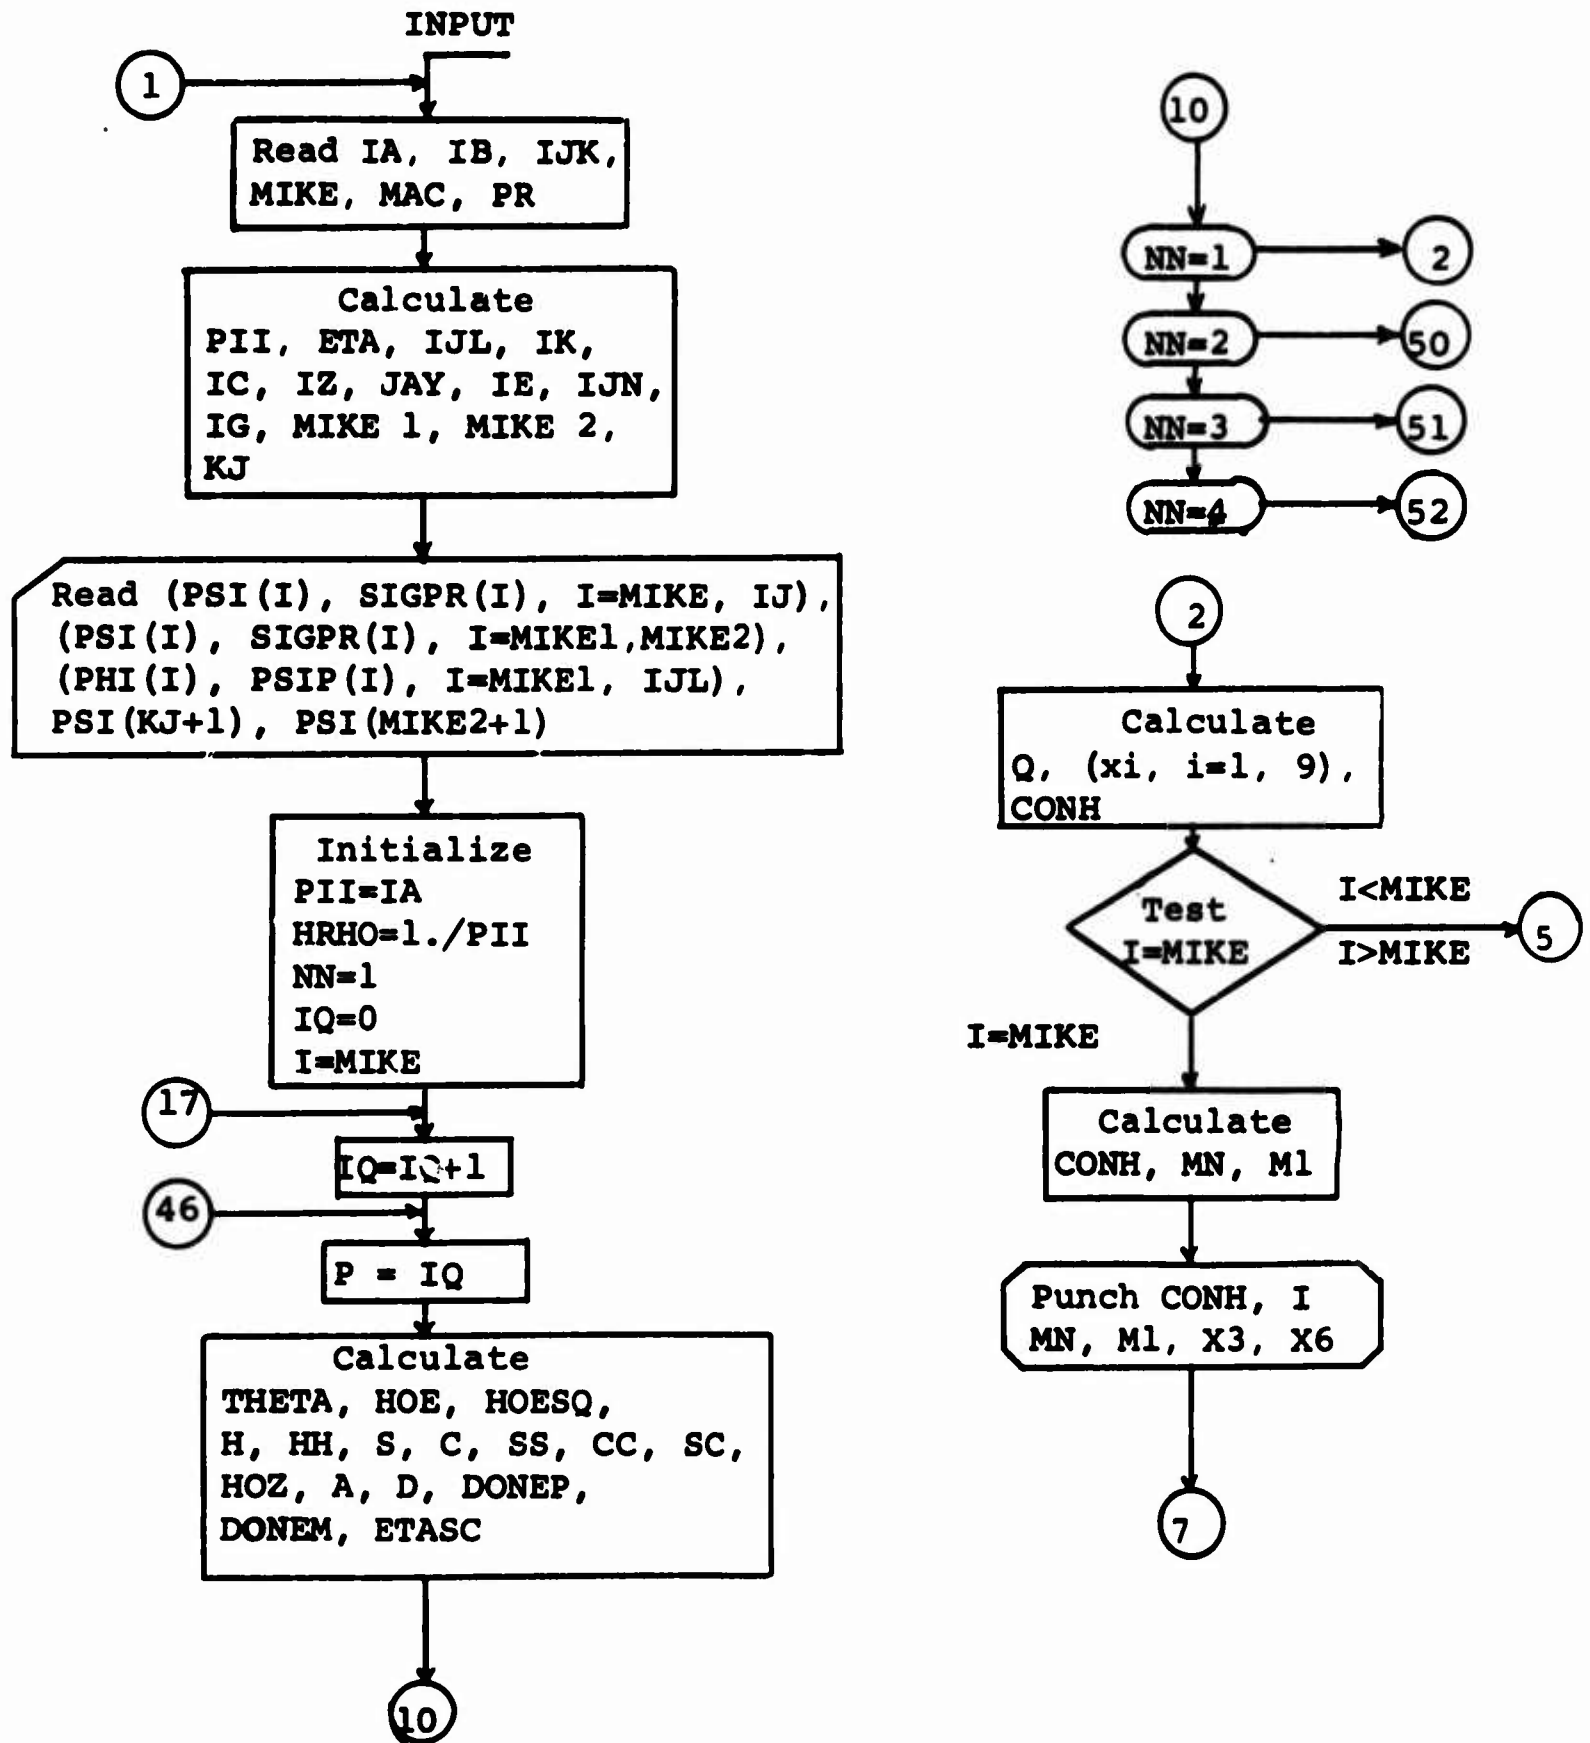 INPUT
1
Read IA, IB, IJK,
MIKE, MAC, PR
Calculate
PII, ETA, IJL, IK,
IC, IZ, JAY, IE, IJN,
IG, MIKE 1, MIKE 2,
KJ
Read (PSI(I), SIGPR(I), I=MIKE, IJ),
(PSI(I), SIGPR(I), I=MIKE1,MIKE2),
(PHI(I), PSIP(I), I=MIKE1, IJL),
PSI(KJ+1), PSI(MIKE2+1)
Initialize
PII=IA
HRHO=1./PII
NN=1
IQ=0
I=MIKE
17
IQ=IQ+1
46
P = IQ
Calculate
THETA, HOE, HOESQ,
H, HH, S, C, SS, CC, SC,
HOZ, A, D, DONEP,
DONEM, ETASC
10
10
NN=1
2
NN=2
50
NN=3
51
NN=4
52
2
Calculate
Q, (xi, i=1, 9),
CONH
Test
I=MIKE
I<MIKE
I>MIKE
5
I=MIKE
Calculate
CONH, MN, M1
Punch CONH, I
MN, M1, X3, X6
7